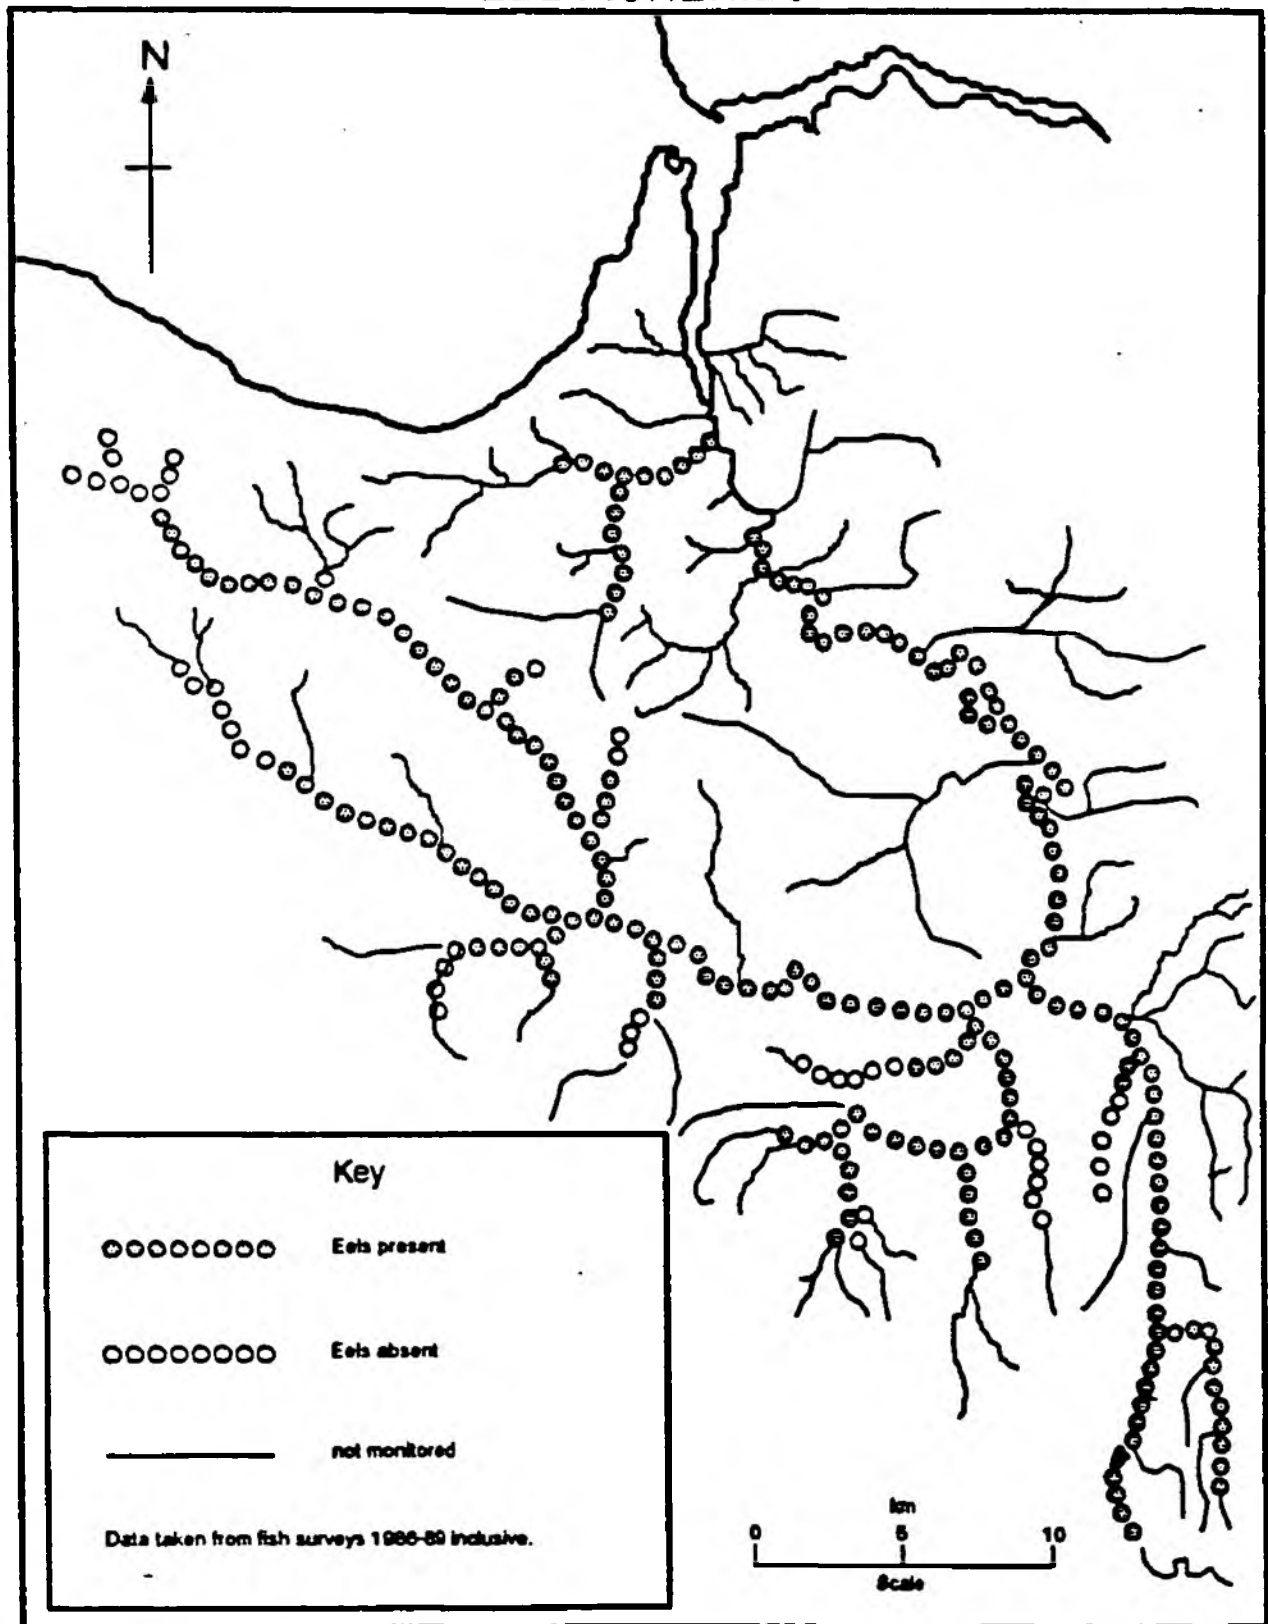 N
Key
Eels present
Eels absent
not monitored
Data taken from fish surveys 1986-89 inclusive.
km
0 5 10
Scale